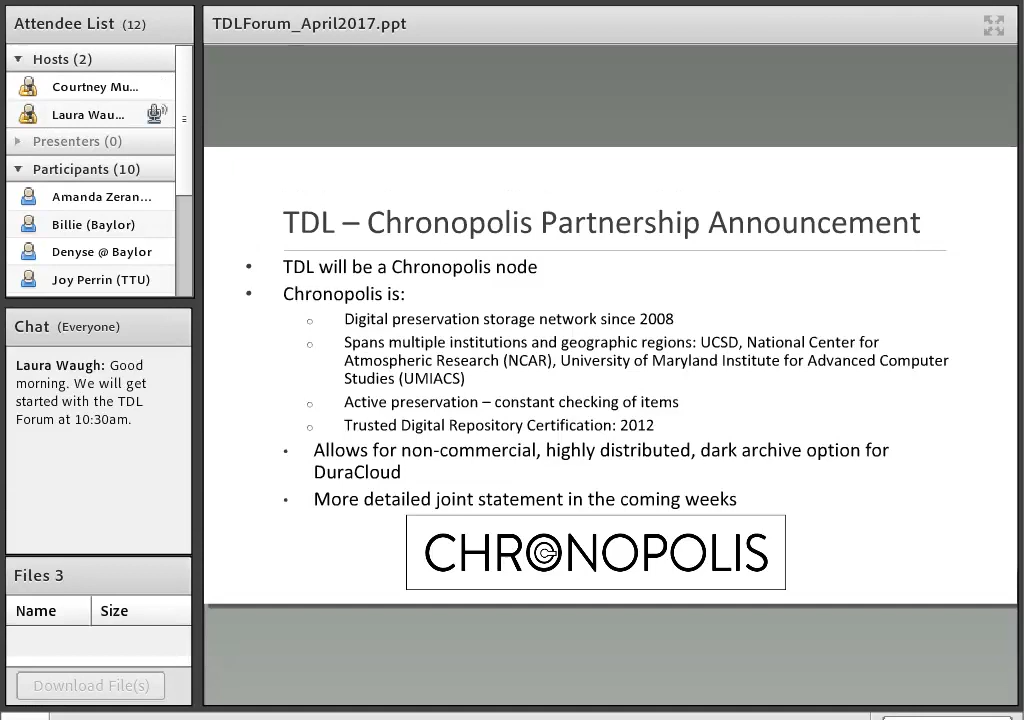 Attendee List (12)
Hosts (2)
Courtney Mu...
Laura Wau...
Presenters (0)
Participants (10)
Amanda Zeran...
Billie (Baylor)
Denyse @ Baylor
Joy Perrin (TTU)
Chat (Everyone)
Laura Waugh: Good
morning. We will get
started with the TDL
Forum at 10:30am.
Files 3
Name Size
Download File(s)
TDLForum_April2017.ppt
TDL – Chronopolis Partnership Announcement
• TDL will be a Chronopolis node
• Chronopolis is:
○ Digital preservation storage network since 2008
○ Spans multiple institutions and geographic regions: UCSD, National Center for
Atmospheric Research (NCAR), University of Maryland Institute for Advanced Computer
Studies (UMIACS)
○ Active preservation – constant checking of items
○ Trusted Digital Repository Certification: 2012
• Allows for non-commercial, highly distributed, dark archive option for
DuraCloud
• More detailed joint statement in the coming weeks
CHRONOPOLIS